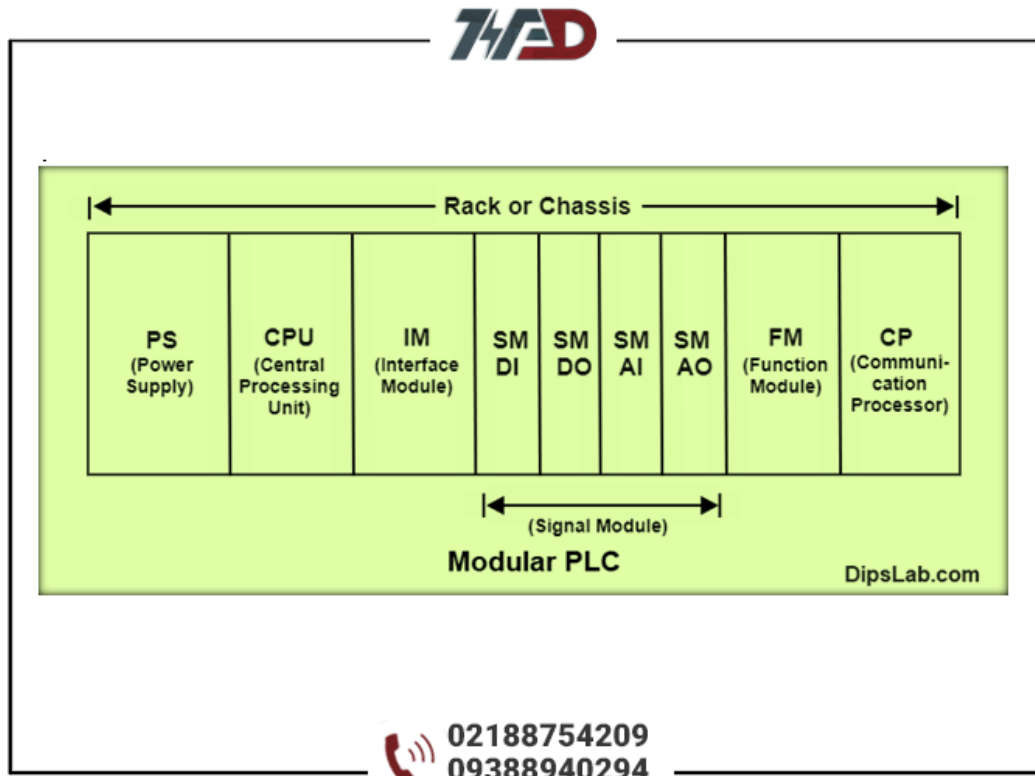 Rack or Chassis
PS
(Power
Supply)
CPU
(Central
Processing
Unit)
IM
(Interface
Module)
SM
DI
SM
DO
SM
AI
SM
AO
FM
(Function
Module)
CP
(Communi-
cation
Processor)
(Signal Module)
Modular PLC
DipsLab.com
02188754209
09388940294